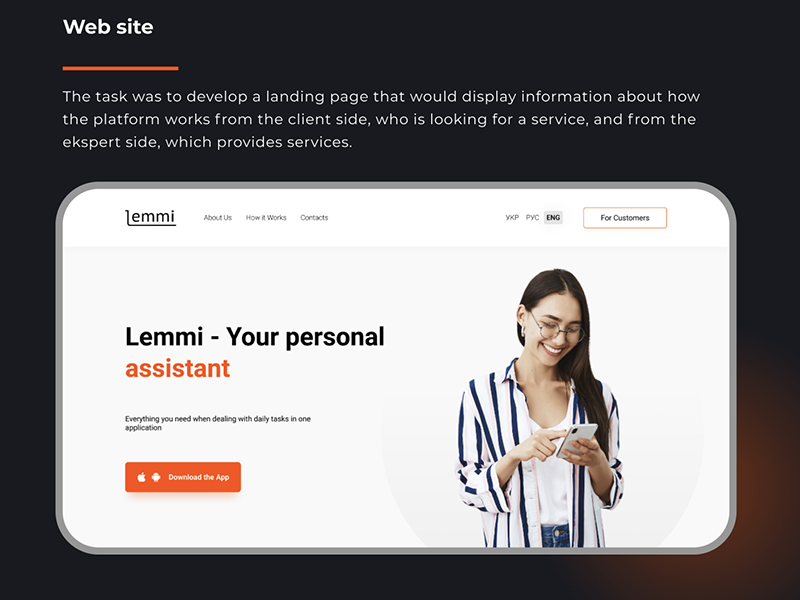 Web site
The task was to develop a landing page that would display information about how
the platform works from the client side, who is looking for a service, and from the
ekspert side, which provides services.
lemmi
About Us
How it Works
Contacts
УКР
РУС
ENG
For Customers
Lemmi - Your personal
assistant
Everything you need when dealing with daily tasks in one
application
Download the App